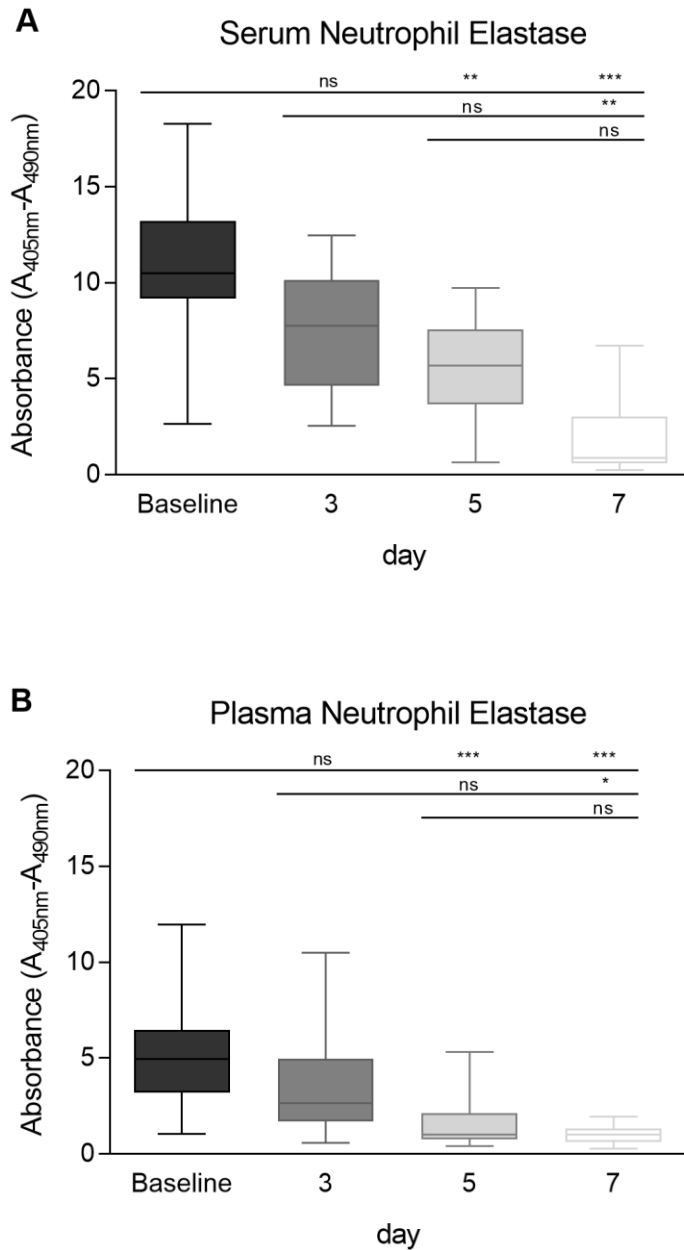 A
Serum Neutrophil Elastase
20
15
10
5
0
Absorbance (A405nm-A490nm)
ns ** ***
ns **
ns
Baseline 3 5 7
day
B
Plasma Neutrophil Elastase
20
15
10
5
0
Absorbance (A405nm-A490nm)
ns *** ***
ns *
ns
Baseline 3 5 7
day